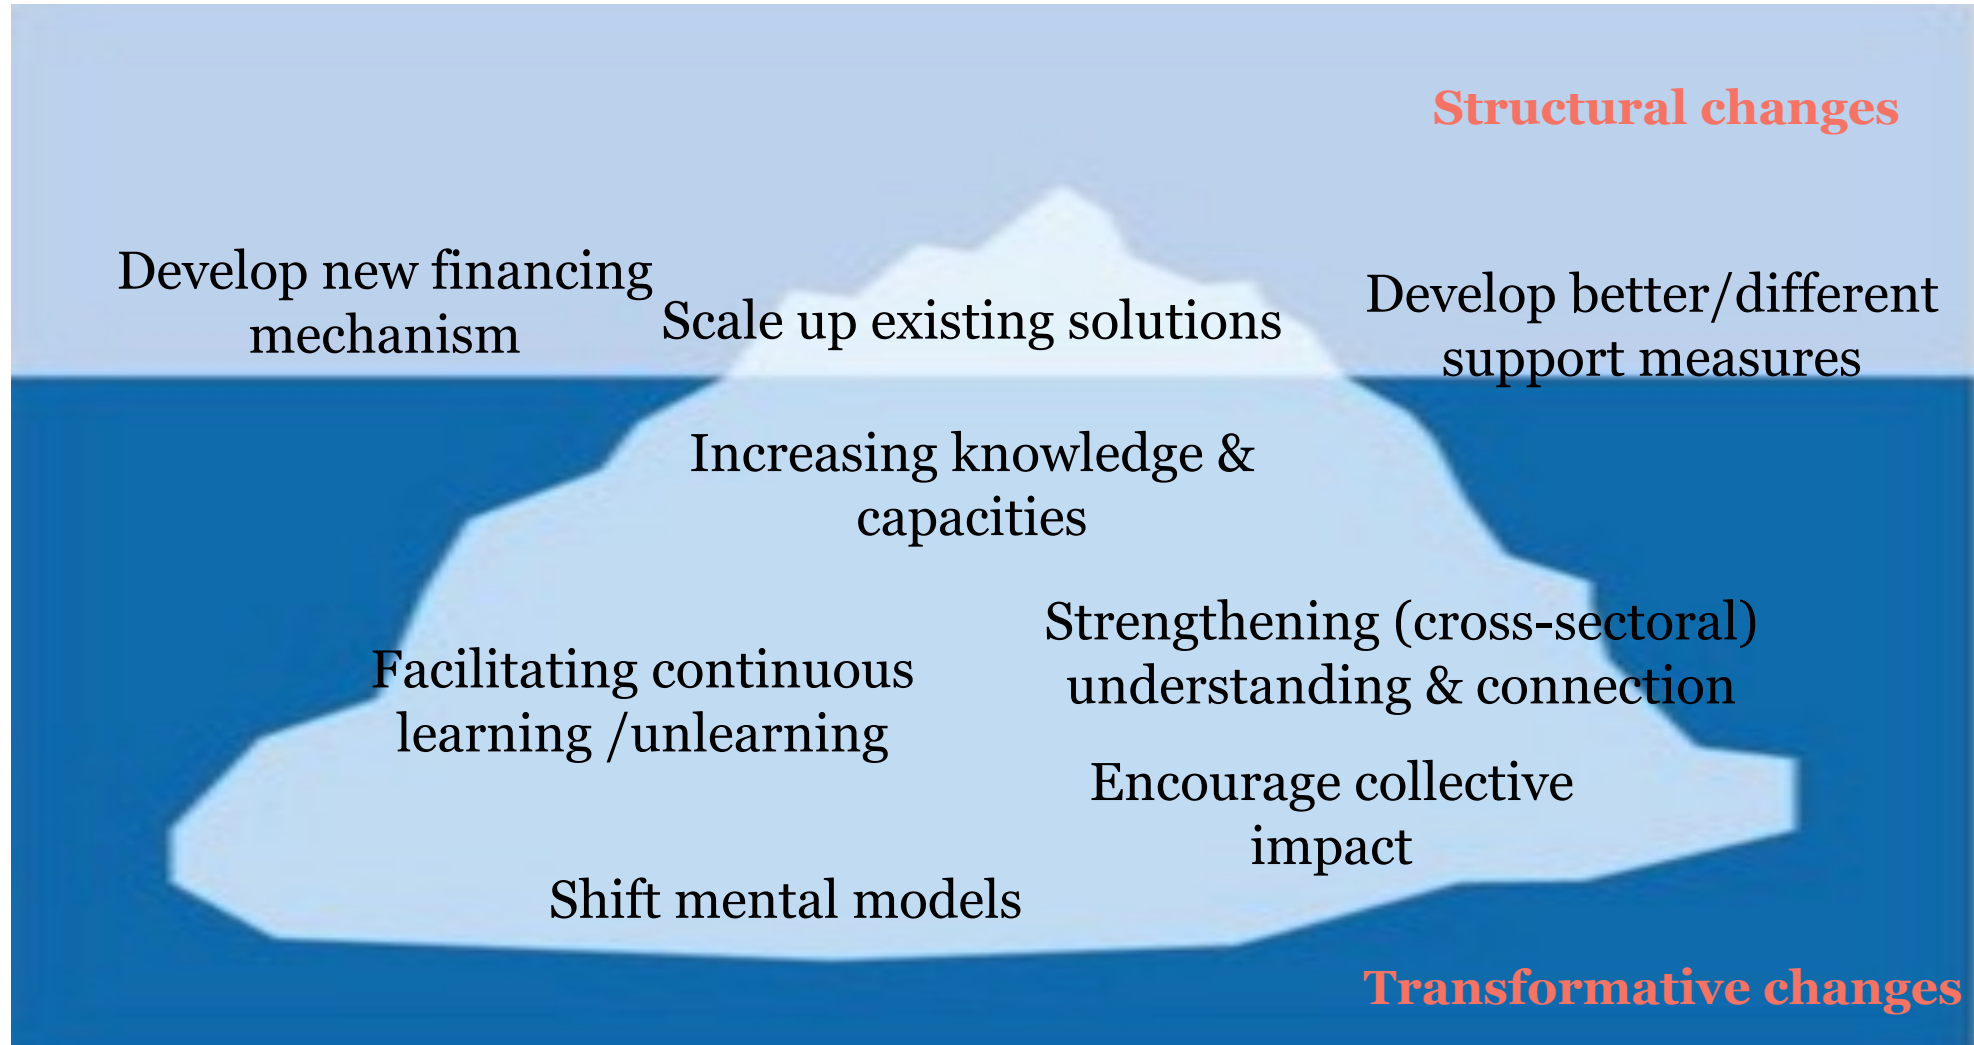 Structural changes
Develop new financing
mechanism
Scale up existing solutions
Develop better/different
support measures
Increasing knowledge &
capacities
Strengthening (cross-sectoral)
understanding & connection
Facilitating continuous
learning /unlearning
Encourage collective
impact
Shift mental models
Transformative changes